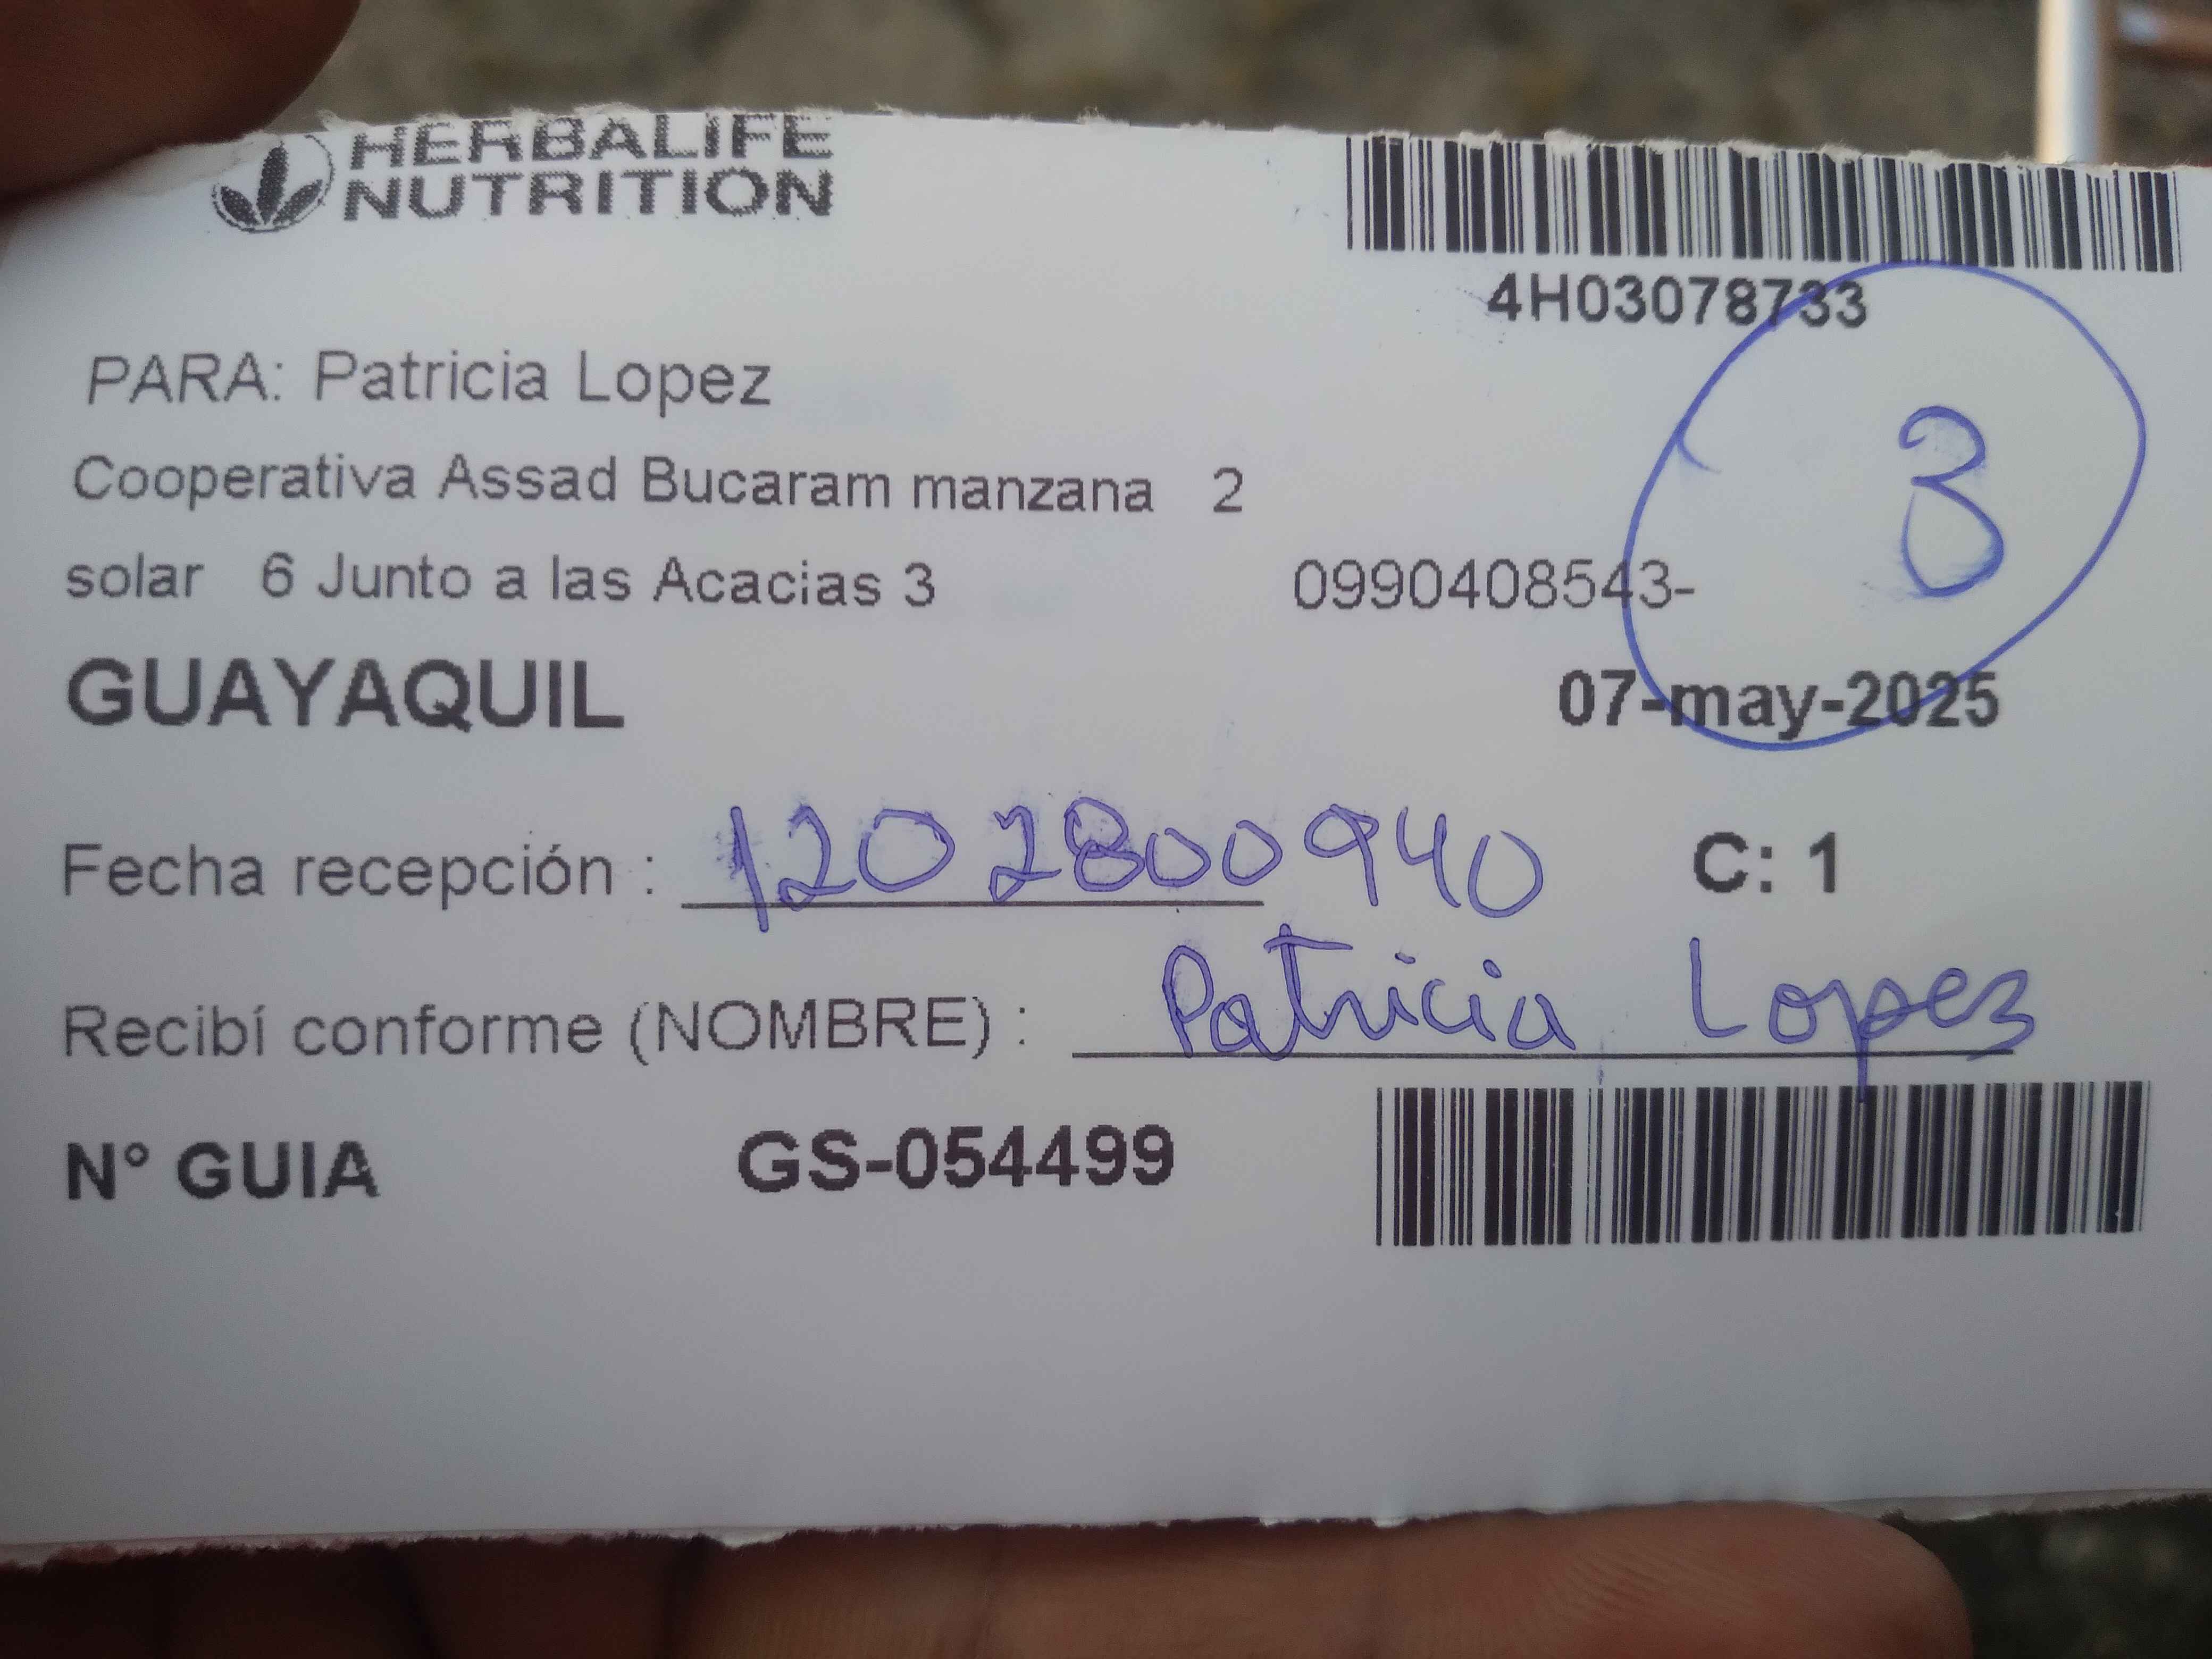 HERBALIFE
NUTRITION
4H03078733
PARA: Patricia Lopez
Cooperativa Assad Bucaram manzana 2
solar 6 Junto a las Acacias 3 0990408543-
3
GUAYAQUIL 07-may-2025
Fecha recepción : 1202800940 C: 1
Recibí conforme (NOMBRE) : Patricia Lopez
N° GUIA GS-054499